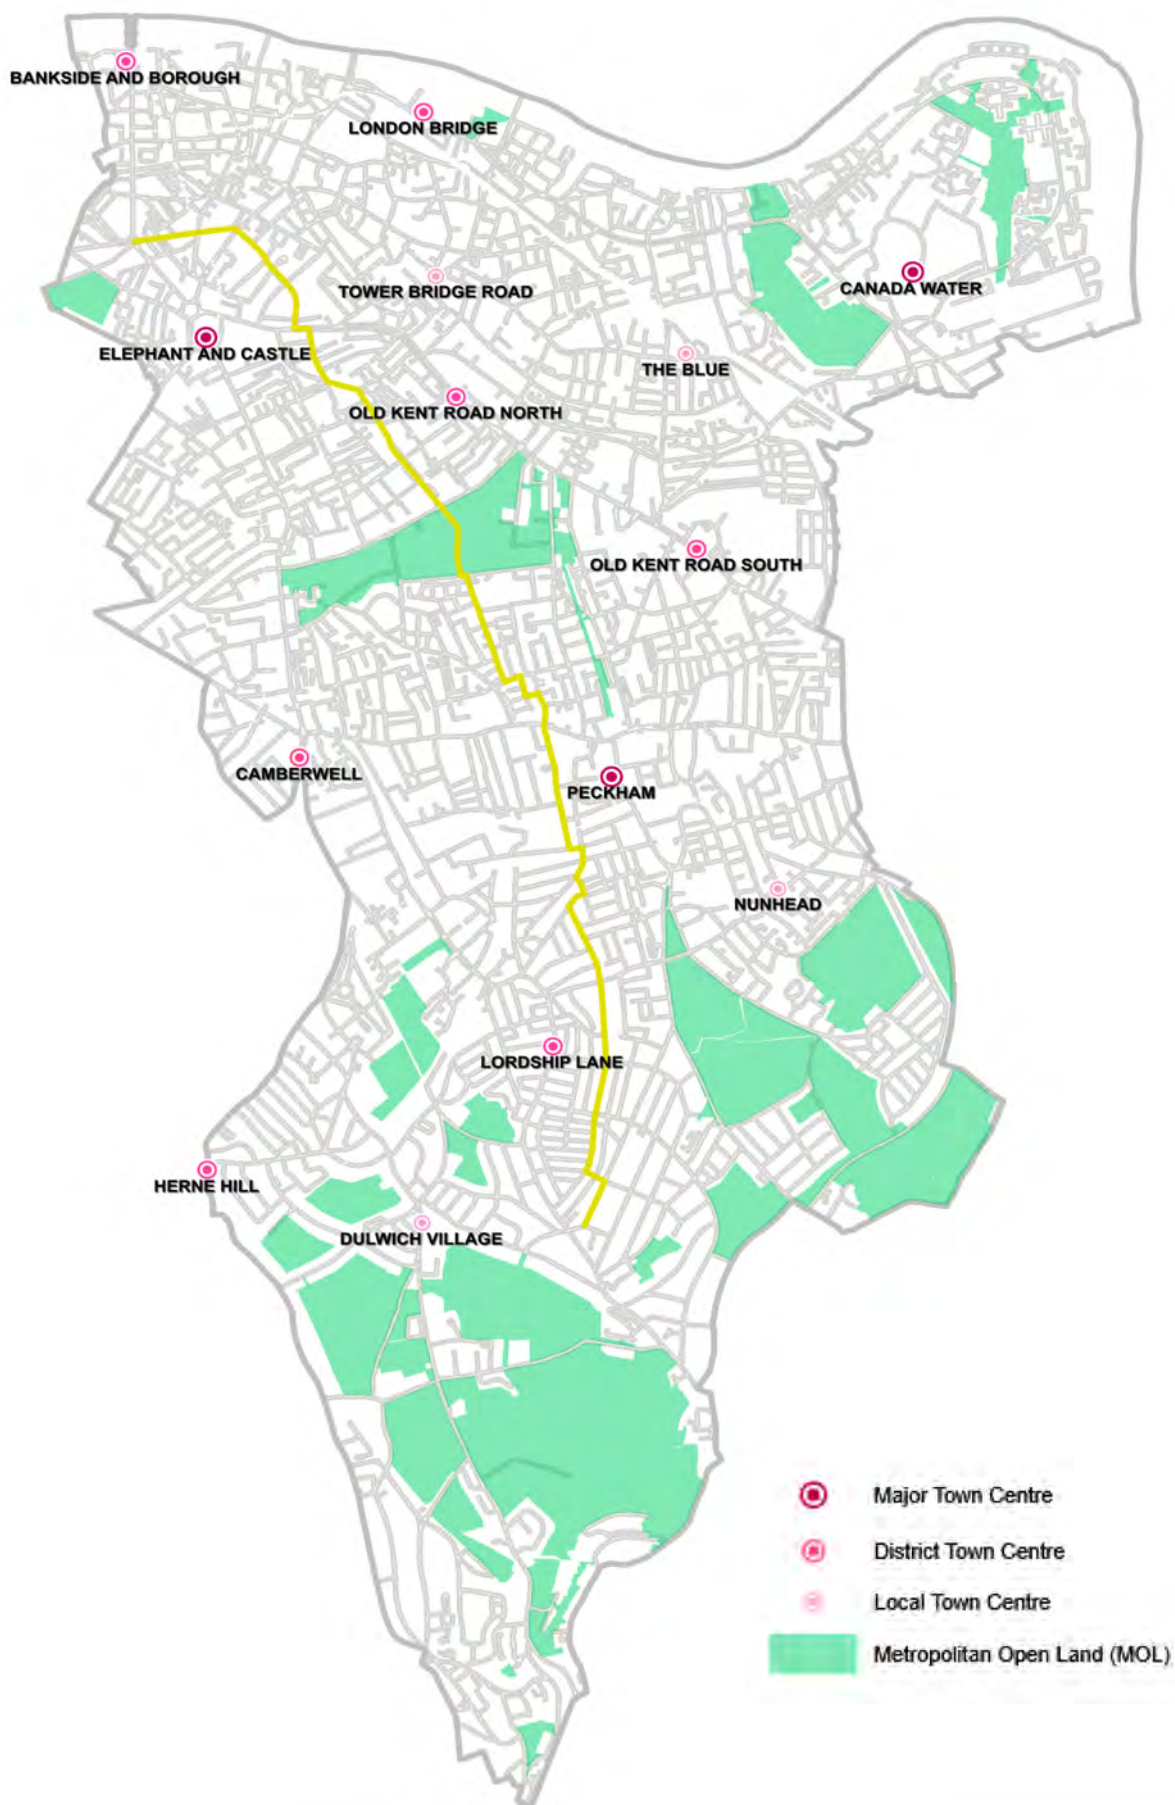 BANKSIDE AND BOROUGH
LONDON BRIDGE
CANADA WATER
TOWER BRIDGE ROAD
ELEPHANT AND CASTLE
THE BLUE
OLD KENT ROAD NORTH
OLD KENT ROAD SOUTH
CAMBERWELL
PECKHAM
NUNHEAD
LORDSHIP LANE
HERNE HILL
DULWICH VILLAGE
Major Town Centre
District Town Centre
Local Town Centre
Metropolitan Open Land (MOL)